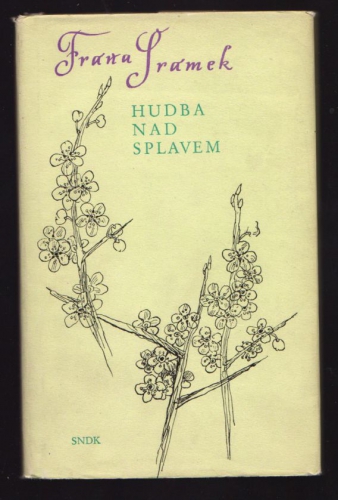 Fraňa Šrámek
HUDBA
NAD
SPLAVEM
SNDK